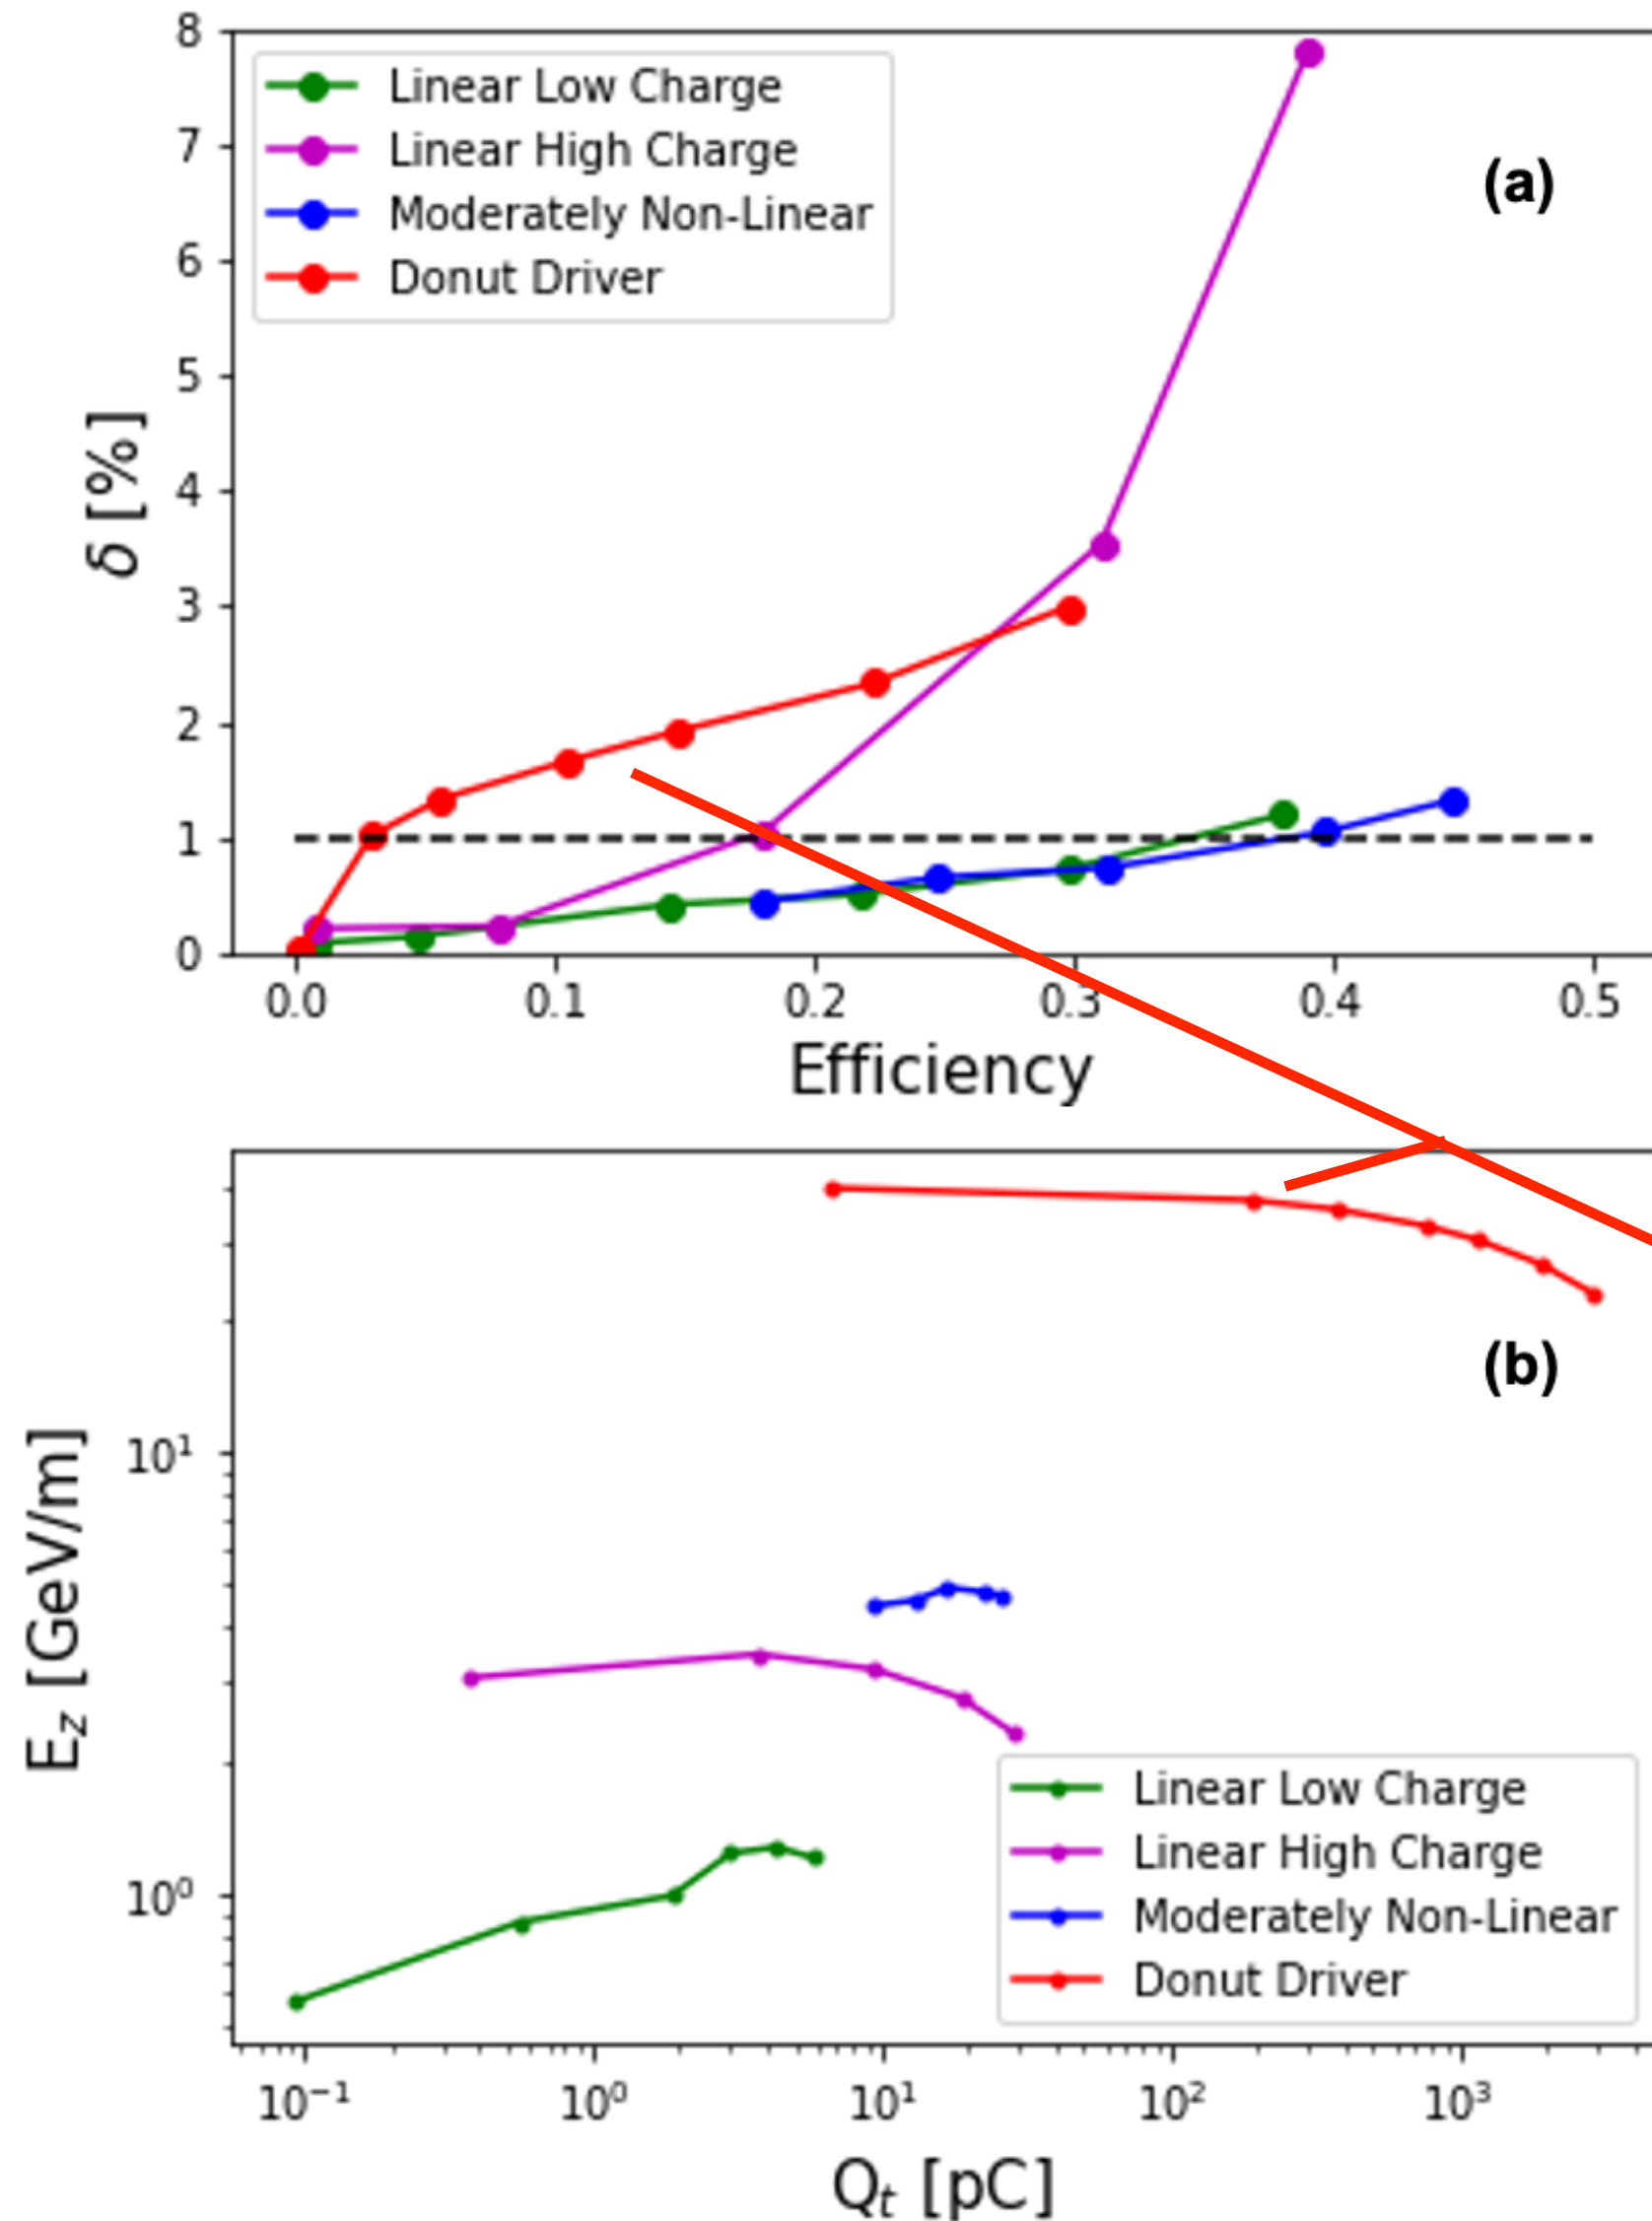 8
7
6
5
4
3
2
1
0
δ [%]
Linear Low Charge
Linear High Charge
Moderately Non-Linear
Donut Driver
(a)
0.0 0.1 0.2 0.3 0.4 0.5
Efficiency
(b)
10¹
10⁰
E_z [GeV/m]
Linear Low Charge
Linear High Charge
Moderately Non-Linear
Donut Driver
10⁻¹ 10⁰ 10¹ 10² 10³
Q_t [pC]